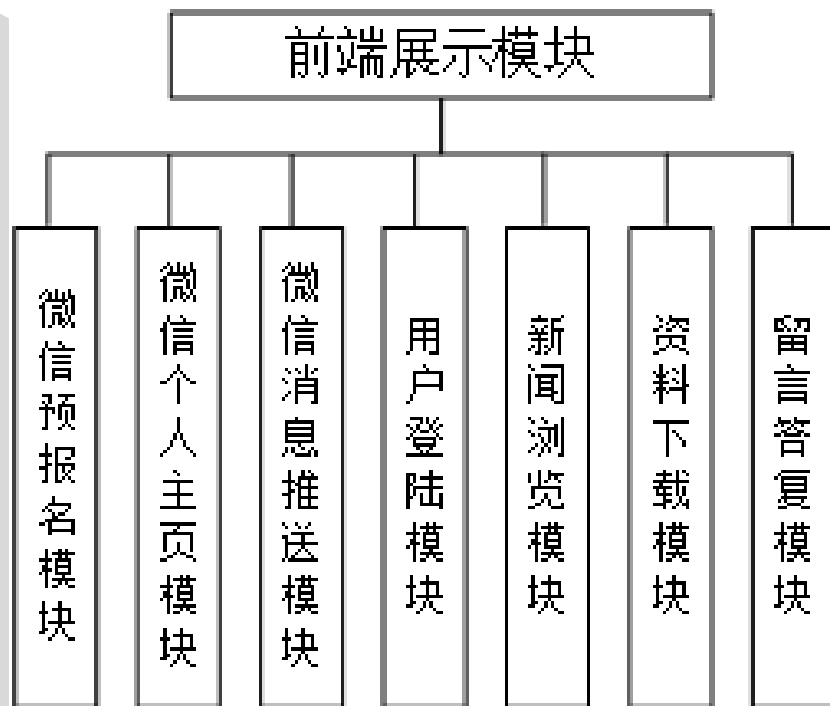 前端展示模块
微信预报名模块
微信个人主页模块
微信消息推送模块
用户登陆模块
新闻浏览模块
资料下载模块
留言答复模块